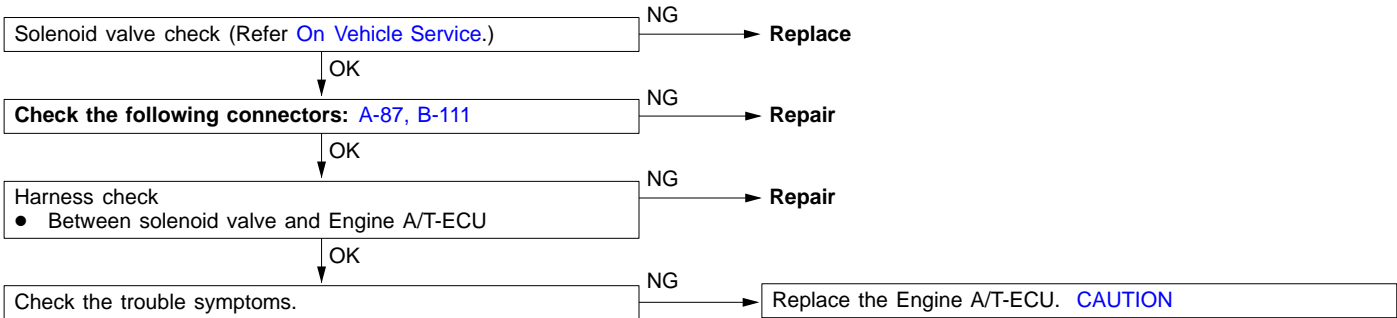 Solenoid valve check (Refer On Vehicle Service.)
NG
Replace
OK
Check the following connectors: A-87, B-111
NG
Repair
OK
Harness check
● Between solenoid valve and Engine A/T-ECU
NG
Repair
OK
Check the trouble symptoms.
NG
Replace the Engine A/T-ECU. CAUTION